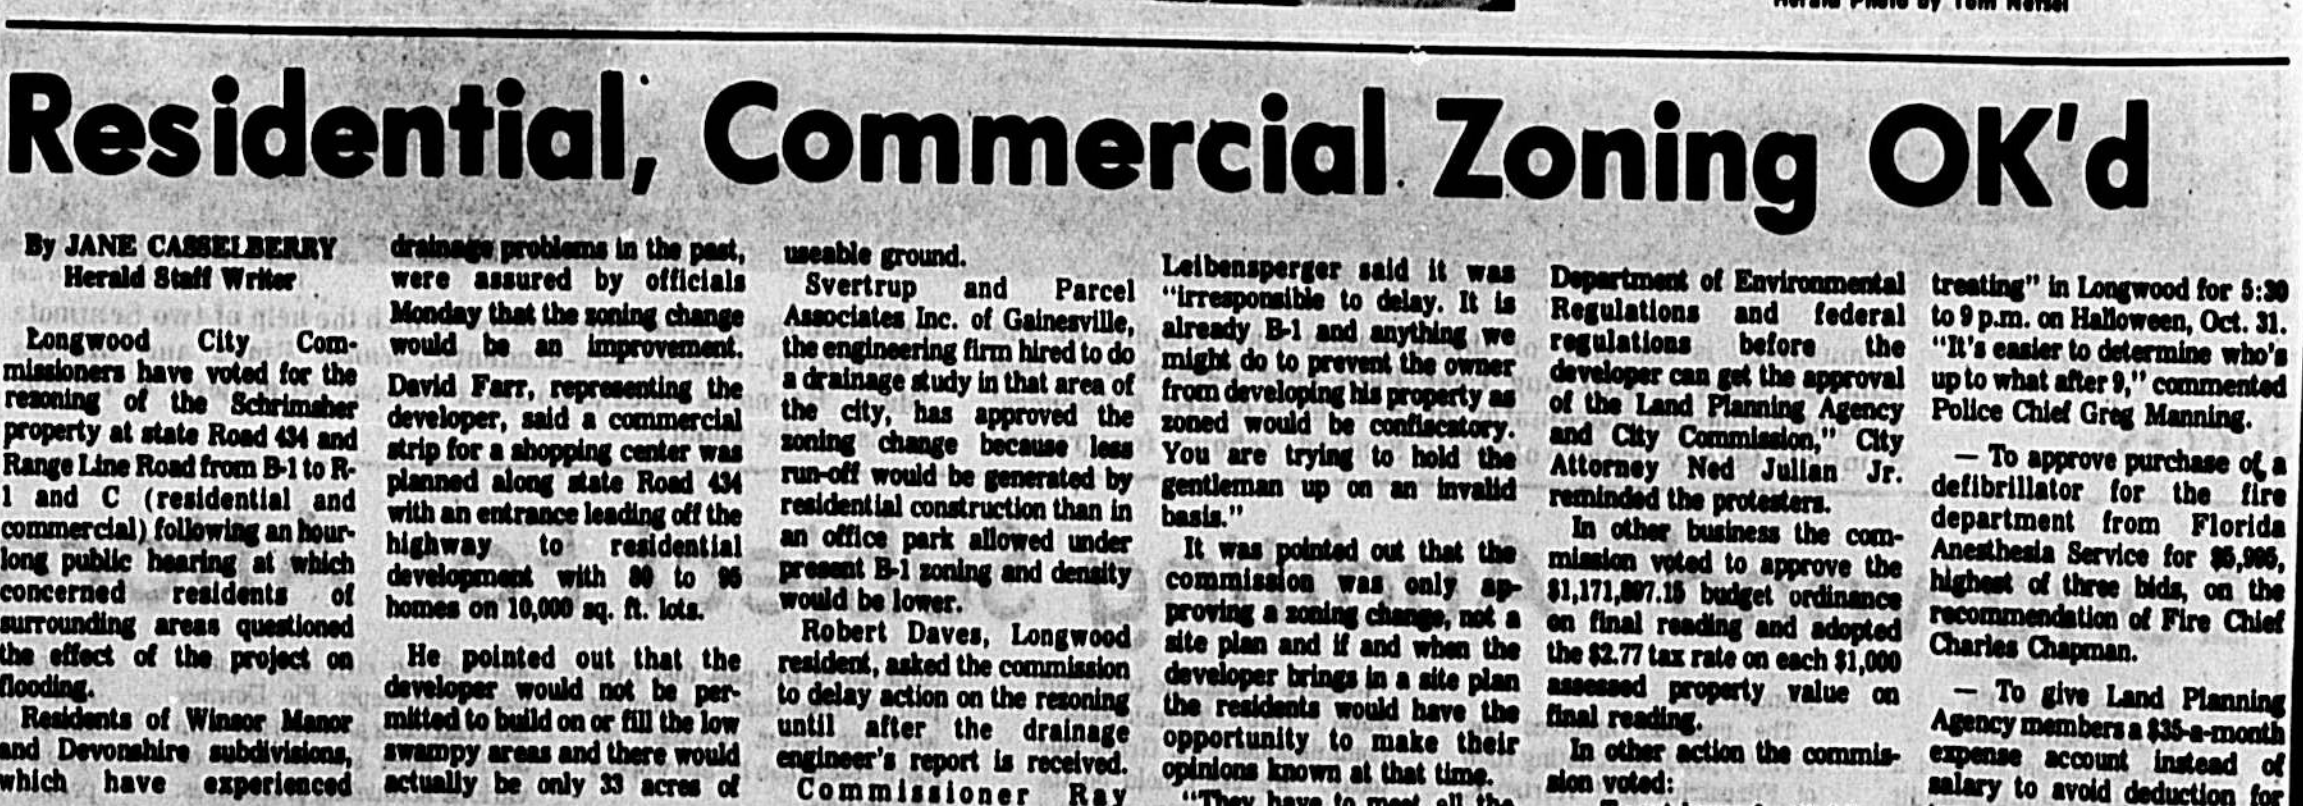 Herald Photo by Tom Netsel
Residential, Commercial Zoning OK'd
By JANE CASSELBERRY
Herald Staff Writer
Longwood City Com-
missioners have voted for the
rezoning of the Schrimsher
property at state Road 434 and
Range Line Road from B-1 to R-
1 and C (residential and
commercial) following an hour-
long public hearing at which
concerned residents of
surrounding areas questioned
the effect of the project on
flooding.
Residents of Winsor Manor
and Devonshire subdivisions,
which have experienced
drainage problems in the past,
were assured by officials
Monday that the zoning change
would be an improvement.
David Farr, representing the
developer, said a commercial
strip for a shopping center was
planned along state Road 434
with an entrance leading off the
highway to residential
development with 80 to 95
homes on 10,000 sq. ft. lots.
He pointed out that the
developer would not be per-
mitted to build on or fill the low
swampy areas and there would
actually be only 33 acres of
useable ground.
Svertrup and Parcel
Associates Inc. of Gainesville,
the engineering firm hired to do
a drainage study in that area of
the city, has approved the
zoning change because less
run-off would be generated by
residential construction than in
an office park allowed under
present B-1 zoning and density
would be lower.
Robert Daves, Longwood
resident, asked the commission
to delay action on the rezoning
until after the drainage
engineer's report is received.
Commissioner Ray
Leibensperger said it was
"irresponsible to delay. It is
already B-1 and anything we
might do to prevent the owner
from developing his property as
zoned would be confiscatory.
You are trying to hold the
gentleman up on an invalid
basis."
It was pointed out that the
commission was only ap-
proving a zoning change, not a
site plan and if and when the
developer brings in a site plan
the residents would have the
opportunity to make their
opinions known at that time.
"They have to meet all the
Department of Environmental
Regulations and federal
regulations before the
developer can get the approval
of the Land Planning Agency
and City Commission," City
Attorney Ned Julian Jr.
reminded the protesters.
In other business the com-
mission voted to approve the
budget ordinance
on final reading and adopted
the $2.77 tax rate on each $1,000
assessed property value on
final reading.
In other action the commis-
sion voted:
treating" in Longwood for 5:30
to 9 p.m. on Halloween, Oct. 31.
"It's easier to determine who's
up to what after 9," commented
Police Chief Greg Manning.
— To approve purchase of a
defibrillator for the fire
department from Florida
Anesthesia Service for $5,995,
highest of three bids, on the
recommendation of Fire Chief
Charles Chapman.
— To give Land Planning
Agency members a $35-a-month
expense account instead of
salary to avoid deduction for